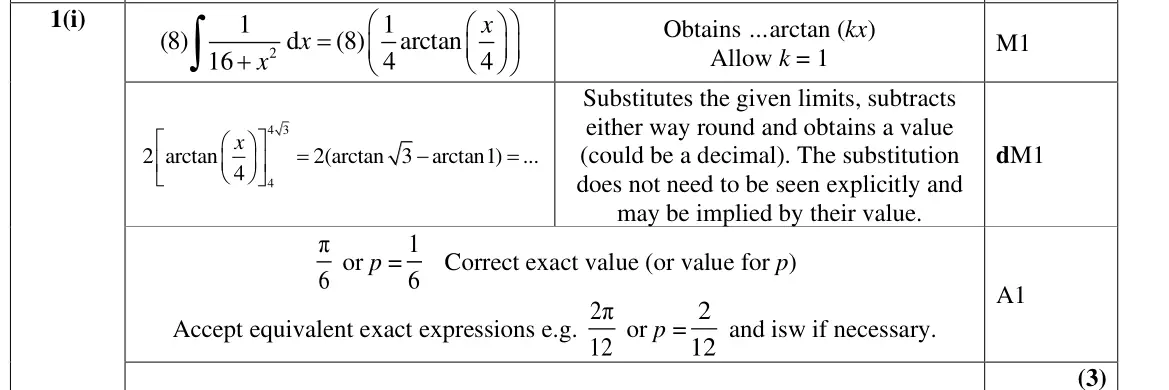 1(i)
(8)∫ 1/(16 + x²) dx = (8)(1/4 arctan(x/4))
Obtains ...arctan (kx)
Allow k = 1
M1
2[arctan(x/4)]₄^(4√3) = 2(arctan √3 − arctan 1) = ...
Substitutes the given limits, subtracts
either way round and obtains a value
(could be a decimal). The substitution
does not need to be seen explicitly and
may be implied by their value.
dM1
π/6 or p = 1/6 Correct exact value (or value for p)
Accept equivalent exact expressions e.g. 2π/12 or p = 2/12 and isw if necessary.
A1
(3)